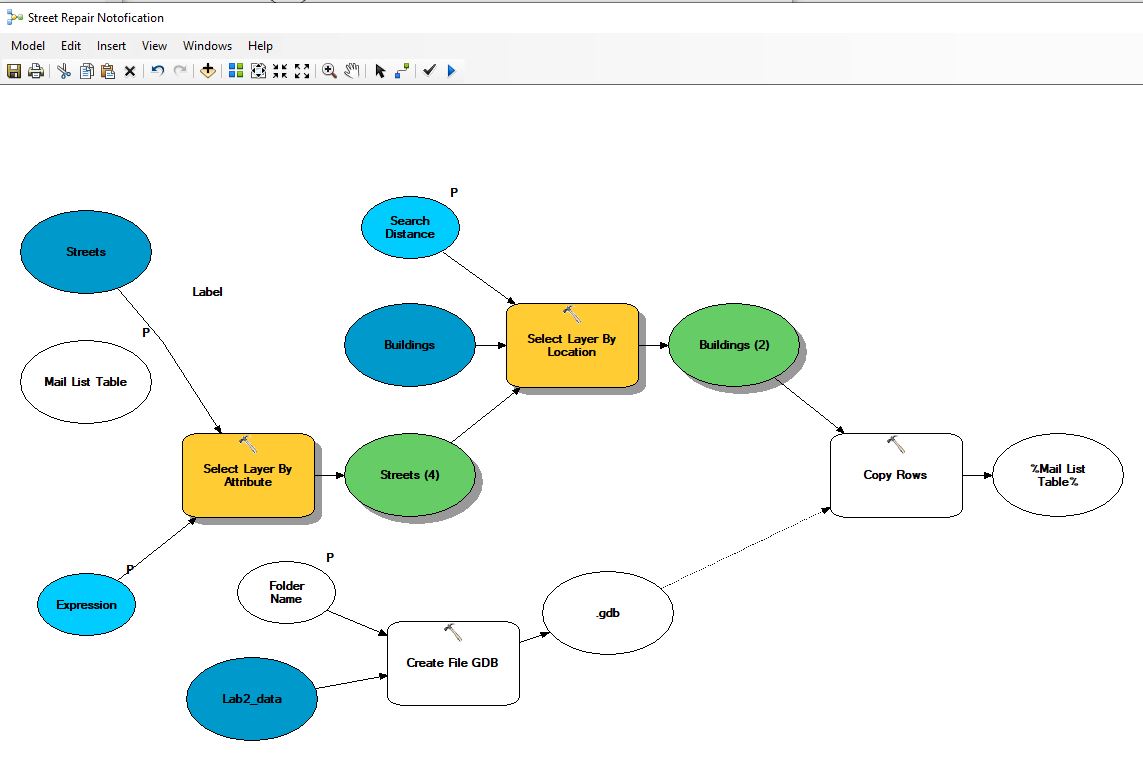 Street Repair Notofication
Model Edit Insert View Windows Help
P
Search
Distance
Streets
Label
P
Buildings
Select Layer By
Location
Buildings (2)
Mail List Table
Select Layer By
Attribute
Streets (4)
Copy Rows
%Mail List
Table%
P
P
Expression
Folder
Name
.gdb
Create File GDB
Lab2_data